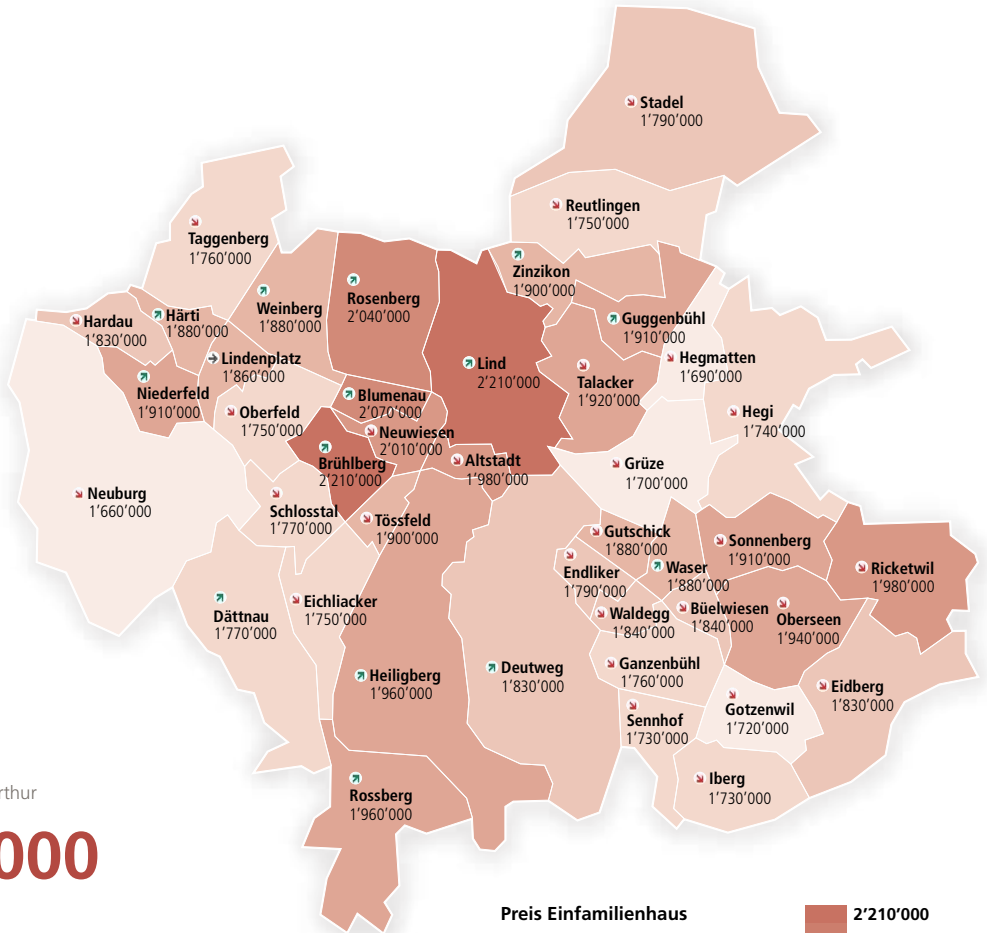 Stadel
1’790’000
Reutlingen
1’750’000
Taggenberg
1’760’000
Zinzikon
1’900’000
Weinberg
1’880’000
Rosenberg
2’040’000
Härti
1’880’000
Hardau
1’830’000
Guggenbühl
1’910’000
Lindenplatz
1’860’000
Lind
2’210’000
Talacker
1’920’000
Hegmatten
1’690’000
Niederfeld
1’910’000
Blumenau
2’070’000
Oberfeld
1’750’000
Hegi
1’740’000
Neuwiesen
2’010’000
Brühlberg
2’210’000
Altstadt
1’980’000
Grüze
1’700’000
Neuburg
1’660’000
Schlosstal
1’770’000
Tössfeld
1’900’000
Gutschick
1’880’000
Sonnenberg
1’910’000
Endliker
1’790’000
Waser
1’880’000
Ricketwil
1’980’000
Dättnau
1’770’000
Eichliacker
1’750’000
Waldegg
1’840’000
Büelwiesen
1’840’000
Oberseen
1’940’000
Heiligberg
1’960’000
Deutweg
1’830’000
Ganzenbühl
1’760’000
Eidberg
1’830’000
Gotzenwil
1’720’000
Sennhof
1’730’000
Iberg
1’730’000
Rossberg
1’960’000
rthur
000
Preis Einfamilienhaus
2’210’000